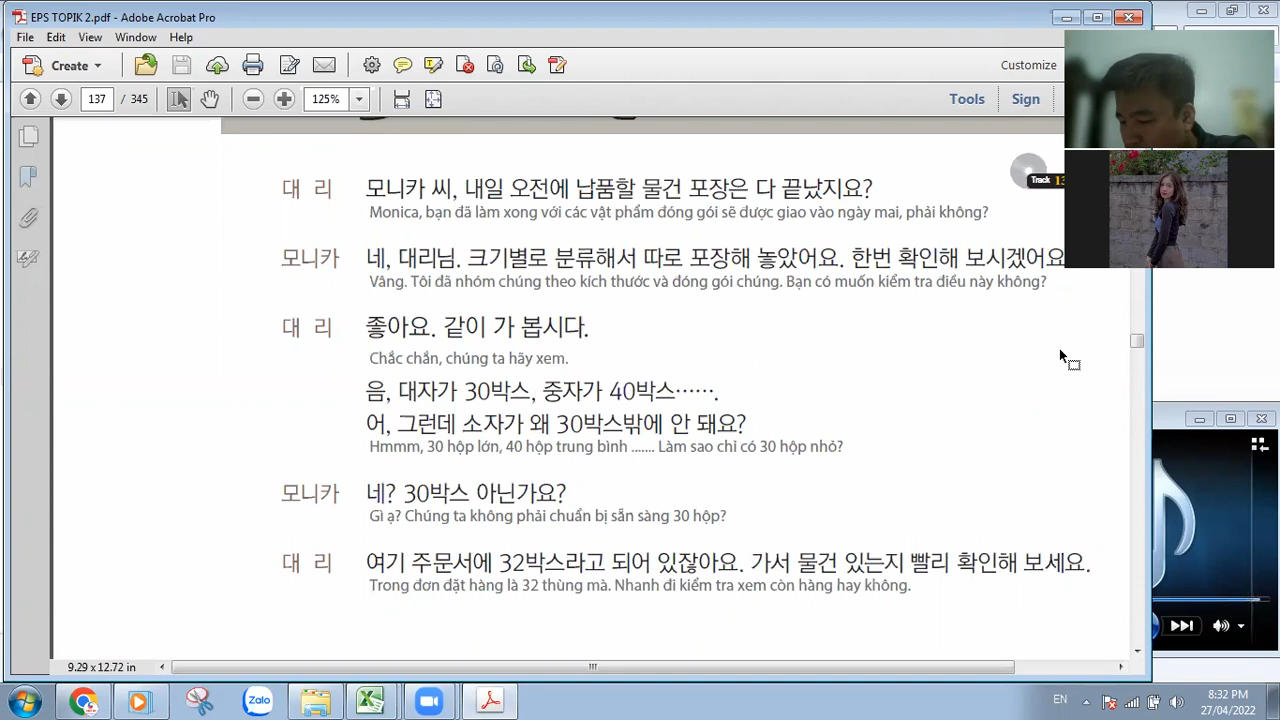 EPS TOPIK 2.pdf - Adobe Acrobat Pro
File Edit View Window Help
Create Customize
137 / 345 125% Tools Sign
Track
대 리 모니카 씨, 내일 오전에 납품할 물건 포장은 다 끝났지요?
Monica, bạn đã làm xong với các vật phẩm đóng gói sẽ được giao vào ngày mai, phải không?
모니카 네, 대리님. 크기별로 분류해서 따로 포장해 놓았어요. 한번 확인해 보시겠어요
Vâng. Tôi đã nhóm chúng theo kích thước và đóng gói chúng. Bạn có muốn kiểm tra điều này không?
대 리 좋아요. 같이 가 봅시다.
Chắc chắn, chúng ta hãy xem.
음, 대자가 30박스, 중자가 40박스…….
어, 그런데 소자가 왜 30박스밖에 안 돼요?
Hmmm, 30 hộp lớn, 40 hộp trung bình ....... Làm sao chỉ có 30 hộp nhỏ?
모니카 네? 30박스 아닌가요?
Gì ạ? Chúng ta không phải chuẩn bị sẵn sàng 30 hộp?
대 리 여기 주문서에 32박스라고 되어 있잖아요. 가서 물건 있는지 빨리 확인해 보세요.
Trong đơn đặt hàng là 32 thùng mà. Nhanh đi kiểm tra xem còn hàng hay không.
9.29 x 12.72 in
Zalo
EN
8:32 PM
27/04/2022